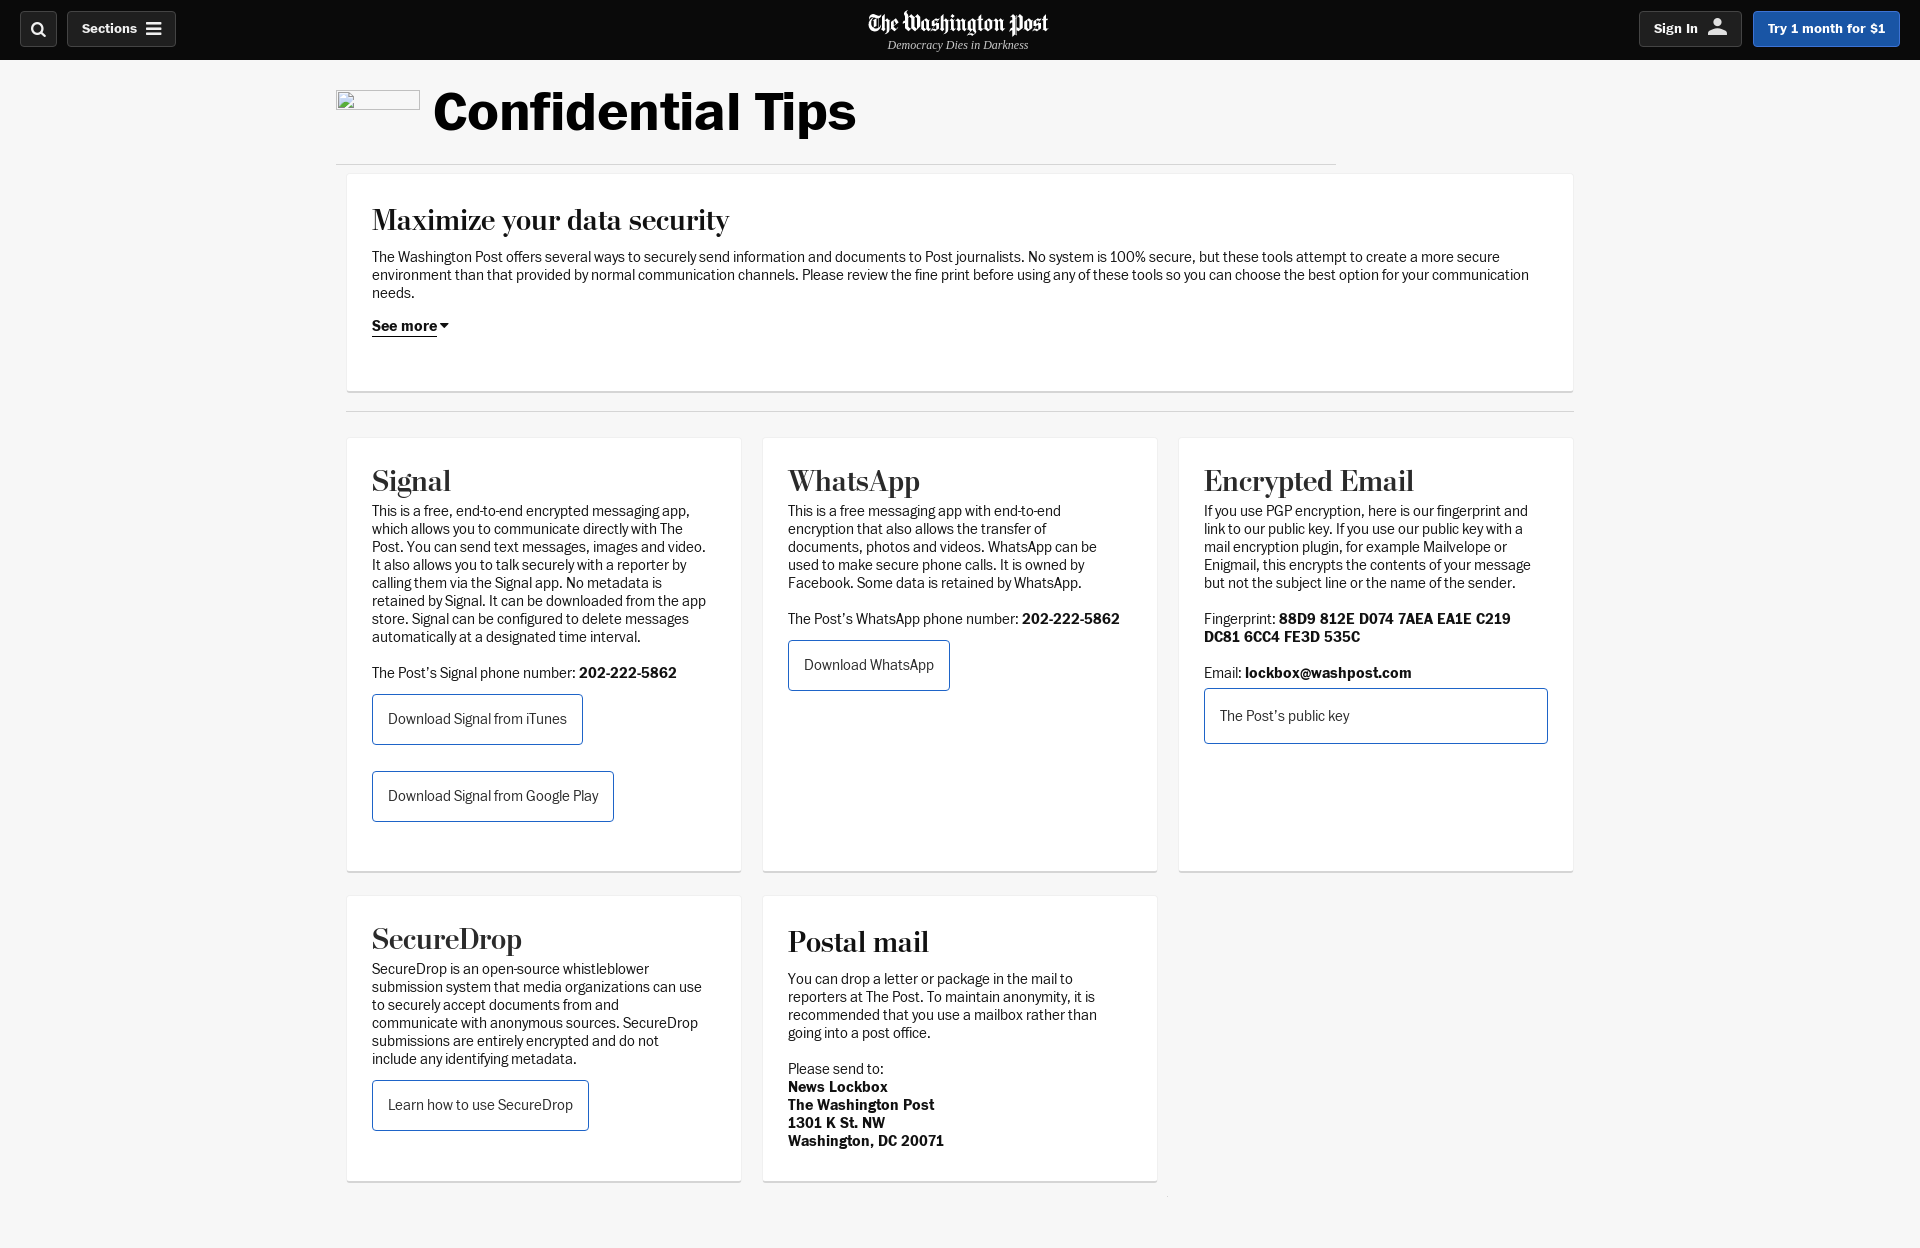 Sections
The Washington Post
Democracy Dies in Darkness
Sign In
Try 1 month for $1
Confidential Tips
Maximize your data security
The Washington Post offers several ways to securely send information and documents to Post journalists. No system is 100% secure, but these tools attempt to create a more secure
environment than that provided by normal communication channels. Please review the fine print before using any of these tools so you can choose the best option for your communication
needs.
See more
Signal
This is a free, end-to-end encrypted messaging app,
which allows you to communicate directly with The
Post. You can send text messages, images and video.
It also allows you to talk securely with a reporter by
calling them via the Signal app. No metadata is
retained by Signal. It can be downloaded from the app
store. Signal can be configured to delete messages
automatically at a designated time interval.
The Post's Signal phone number: 202-222-5862
Download Signal from iTunes
Download Signal from Google Play
WhatsApp
This is a free messaging app with end-to-end
encryption that also allows the transfer of
documents, photos and videos. WhatsApp can be
used to make secure phone calls. It is owned by
Facebook. Some data is retained by WhatsApp.
The Post's WhatsApp phone number: 202-222-5862
Download WhatsApp
Encrypted Email
If you use PGP encryption, here is our fingerprint and
link to our public key. If you use our public key with a
mail encryption plugin, for example Mailvelope or
Enigmail, this encrypts the contents of your message
but not the subject line or the name of the sender.
Fingerprint: 88D9 812E D074 7AEA EA1E C219
DC81 6CC4 FE3D 535C
Email: lockbox@washpost.com
The Post's public key
SecureDrop
SecureDrop is an open-source whistleblower
submission system that media organizations can use
to securely accept documents from and
communicate with anonymous sources. SecureDrop
submissions are entirely encrypted and do not
include any identifying metadata.
Learn how to use SecureDrop
Postal mail
You can drop a letter or package in the mail to
reporters at The Post. To maintain anonymity, it is
recommended that you use a mailbox rather than
going into a post office.
Please send to:
News Lockbox
The Washington Post
1301 K St. NW
Washington, DC 20071